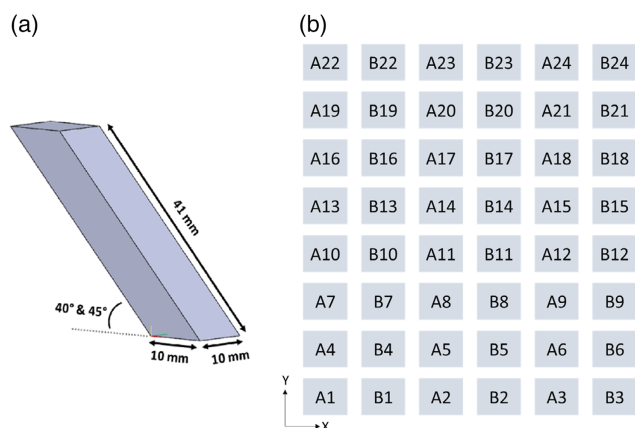 (a)
41 mm
40° & 45°
10 mm
10 mm
(b)
A22 B22 A23 B23 A24 B24
A19 B19 A20 B20 A21 B21
A16 B16 A17 B17 A18 B18
A13 B13 A14 B14 A15 B15
A10 B10 A11 B11 A12 B12
A7 B7 A8 B8 A9 B9
A4 B4 A5 B5 A6 B6
A1 B1 A2 B2 A3 B3
Y
X